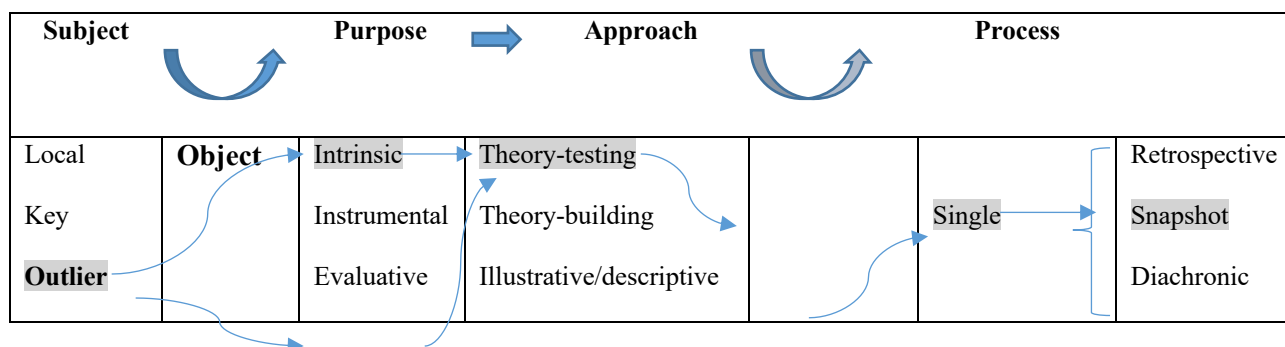 Subject Purpose Approach Process
Local Object Intrinsic Theory-testing Retrospective
Key Instrumental Theory-building Single Snapshot
Outlier Evaluative Illustrative/descriptive Diachronic